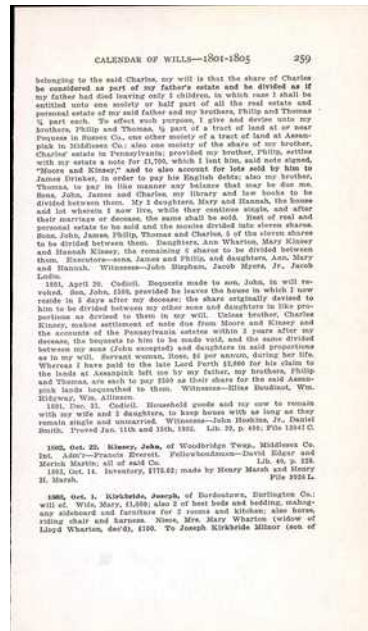 CALENDAR OF WILLS—1801-1805 259
belonging to the said Charles, my will is that the share of Charles
be considered as part of my father's estate and be divided as if
my father had died leaving only 2 children, in which case I shall be
entitled unto one moiety or half part of all the real estate and
personal estate of my said father and my brothers, Philip and Thomas
¼ part each. To effect such purpose, I give and devise unto my
brothers, Philip and Thomas, ½ part of a tract of land at or near
Pequess in Sussex Co., one other moiety of a tract of land at Assan-
pink in Middlesex Co.; also one moiety of the share of my brother,
Charles' estate in Pennsylvania; provided my brother, Philip, settles
with my estate a note for £1,700, which I lent him, said note signed,
"Moore and Kinsey," and to also account for lots sold by him to
James Drinker, in order to pay his English debts; also my brother,
Thomas, to pay in like manner any balance that may be due me.
Sons, John, James and Charles, my library and law books to be
divided between them. My 2 daughters, Mary and Hannah, the house
and lot wherein I now live, while they continue single, and after
their marriage or decease, the same shall be sold. Rest of real and
personal estate to be sold and the monies divided into eleven shares.
Sons, John, James, Philip, Thomas and Charles, 5 of the eleven shares
to be divided between them. Daughters, Ann Wharton, Mary Kinsey
and Hannah Kinsey, the remaining 6 shares to be divided between
them. Executors—sons, James and Philip, and daughters, Ann, Mary
and Hannah. Witnesses—John Bispham, Jacob Myers, Jr., Jacob
1801, April 20. Codicil. Bequests made to son, John, in will re-
voked. Son, John, £500, provided he leaves the house in which I now
reside in 5 days after my decease; the share originally devised to
him to be divided between my other sons and daughters in like pro-
portions as devised to them in my will. Unless brother, Charles
Kinsey, makes settlement of note due from Moore and Kinsey and
the accounts of the Pennsylvania estates within 2 years after my
decease, the bequests to him to be made void, and the same divided
between my sons (John excepted) and daughters in said proportions
as in my will. Servant woman, Rose, $6 per annum, during her life.
Whereas I have paid to the late Lord Perth £2,000 for his claim to
the lands at Assanpink left me by my father, my brothers, Philip
and Thomas, are each to pay £500 as their share for the said Assan-
pink lands bequeathed to them. Witnesses—Elias Boudinot, Wm.
Ridgway, Wm. Allinson.
1801, Dec. 21. Codicil. Household goods and my cow to remain
with my wife and 2 daughters, to keep house with as long as they
remain single and unmarried. Witnesses—John Hoskins, Jr., Daniel
Smith. Proved Jan. 11th and 15th, 1802. Lib. 39, p. 488; File C.
1802, Oct. 22. Kinsey, John, of Woodbridge Twsp., Middlesex Co.
Int. Adm'r—Francis Everett. Fellowbondsmen—David Edgar and
Merick Martin; all of said Co. Lib. 40, p.
1802, Oct. 14. Inventory, $775.02; made by Henry Marsh and Henry
H. Marsh. File L.
Oct. 1. Kirkbride, Joseph, of Bordentown, Burlington Co.;
will of. Wife, Mary, £1,000; also 2 of best beds and bedding, mahog-
any sideboard and furniture for 2 rooms and kitchen; also horse,
riding chair and harness. Niece, Mrs. Mary Wharton (widow of
Lloyd Wharton, dec'd), £100. To Joseph Kirkbride Milnor (son of